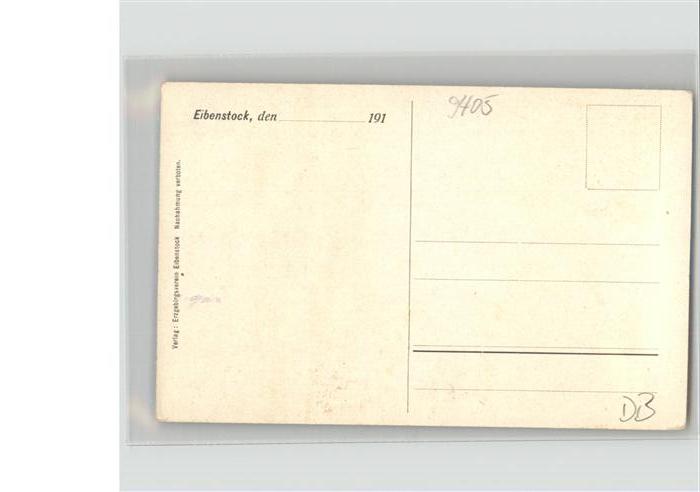 Eibenstock, den 191
9405
Verlag: Erzgebirgsverein Eibenstock Nachahmung verboten.
DB